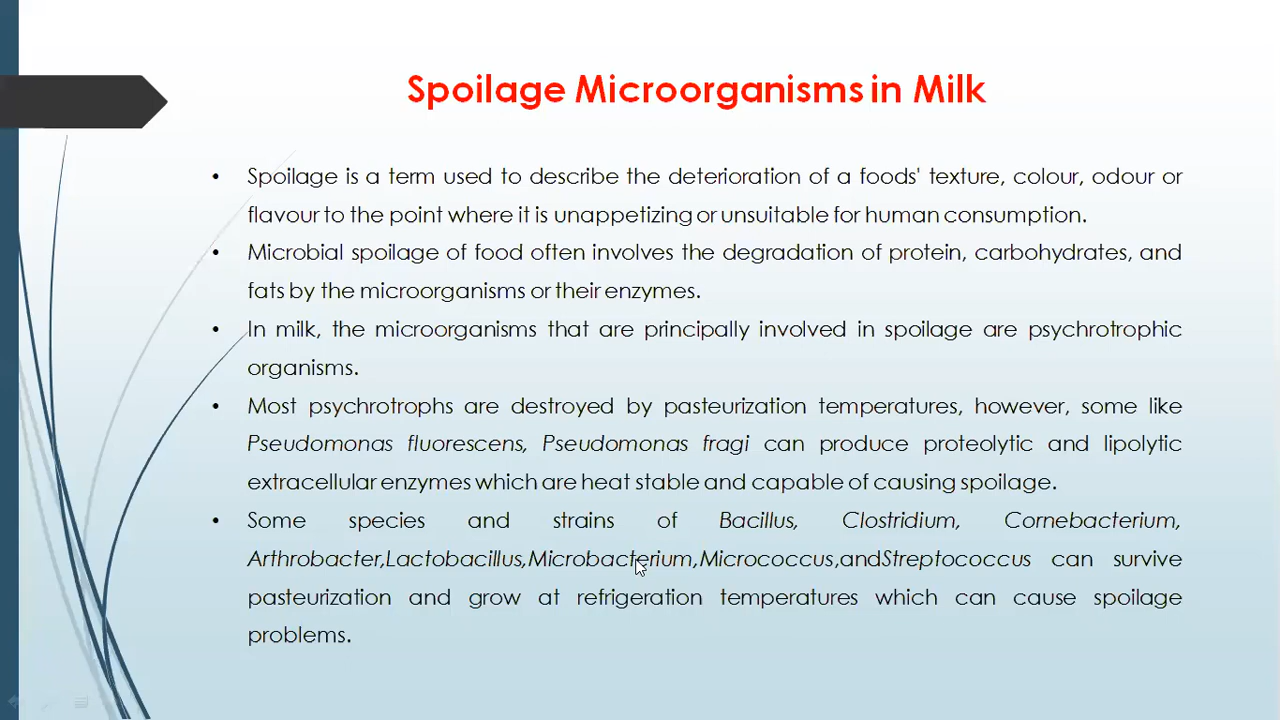 Spoilage Microorganisms in Milk
• Spoilage is a term used to describe the deterioration of a foods' texture, colour, odour or
flavour to the point where it is unappetizing or unsuitable for human consumption.
• Microbial spoilage of food often involves the degradation of protein, carbohydrates, and
fats by the microorganisms or their enzymes.
• In milk, the microorganisms that are principally involved in spoilage are psychrotrophic
organisms.
• Most psychrotrophs are destroyed by pasteurization temperatures, however, some like
Pseudomonas fluorescens, Pseudomonas fragi can produce proteolytic and lipolytic
extracellular enzymes which are heat stable and capable of causing spoilage.
• Some species and strains of Bacillus, Clostridium, Cornebacterium,
Arthrobacter,Lactobacillus,Microbacterium,Micrococcus,andStreptococcus can survive
pasteurization and grow at refrigeration temperatures which can cause spoilage
problems.